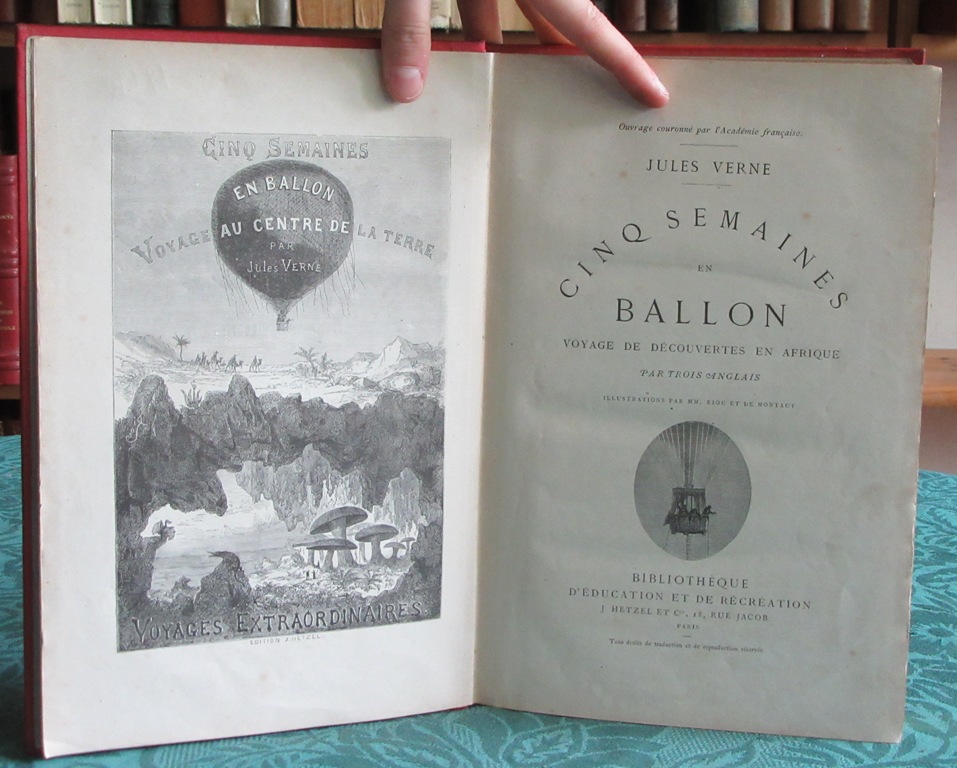 CINQ SEMAINES
EN BALLON
VOYAGE AU CENTRE DE LA TERRE
PAR
Jules VERNE
VOYAGES EXTRAORDINAIRES
EDITION J. HETZEL
Ouvrage couronné par l'Académie française.
JULES VERNE
CINQ SEMAINES
EN
BALLON
VOYAGE DE DÉCOUVERTES EN AFRIQUE
PAR TROIS ANGLAIS
ILLUSTRATIONS PAR MM. RIOU ET DE MONTAUT
BIBLIOTHÈQUE
D'ÉDUCATION ET DE RÉCRÉATION
J. HETZEL ET Cie, 18, RUE JACOB
PARIS
Tous droits de traduction et de reproduction réservés